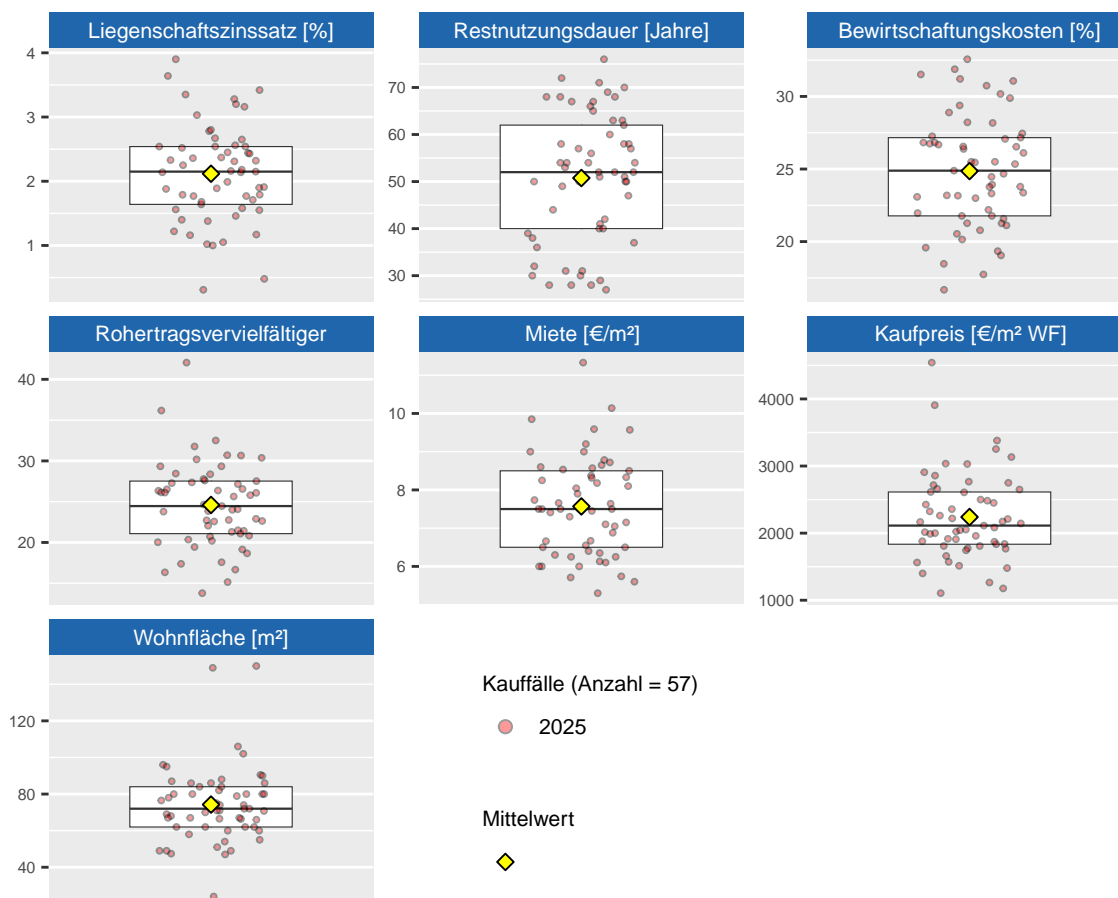 Liegenschaftszinssatz [%]
Restnutzungsdauer [Jahre]
Bewirtschaftungskosten [%]
4
3
2
1
70
60
50
40
30
30
25
20
Rohertragsvervielfältiger
Miete [€/m²]
Kaufpreis [€/m² WF]
40
30
20
10
8
6
4000
3000
2000
1000
Wohnfläche [m²]
120
80
40
Kauffälle (Anzahl = 57)
2025
Mittelwert